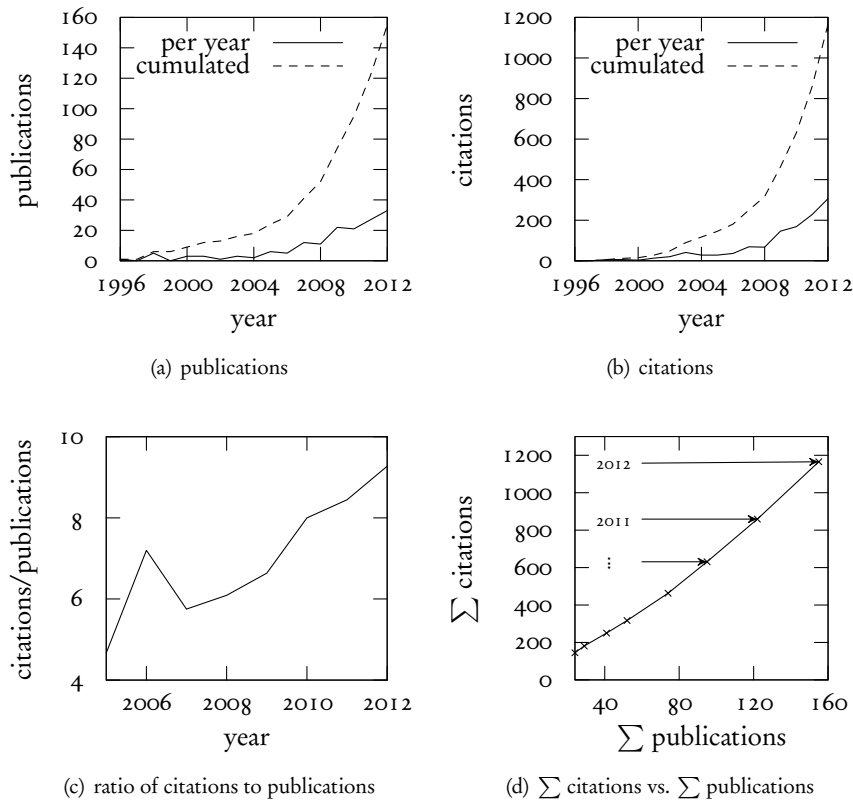 160
140
120
100
80
60
40
20
0
publications
per year
cumulated
1996 2000 2004 2008 2012
year
(a) publications
1200
1000
800
600
400
200
0
citations
per year
cumulated
1996 2000 2004 2008 2012
year
(b) citations
10
8
6
4
citations/publications
2006 2008 2010 2012
year
(c) ratio of citations to publications
1200
1000
800
600
400
200
0
∑ citations
2012
2011
⋮
40 80 120 160
∑ publications
(d) ∑ citations vs. ∑ publications